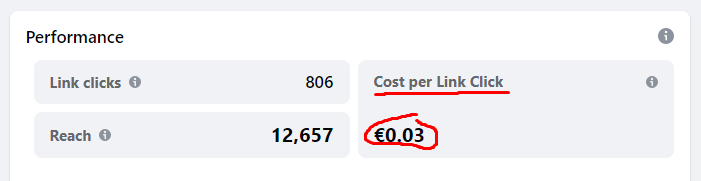 Performance
Link clicks 806
Cost per Link Click
Reach 12,657
€0.03